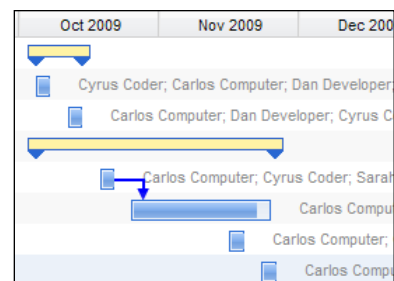 Oct 2009 Nov 2009 Dec 200
Cyrus Coder; Carlos Computer; Dan Developer;
Carlos Computer; Dan Developer; Cyrus C
Carlos Computer; Cyrus Coder; Sarah
Carlos Comput
Carlos Computer;
Carlos Compu